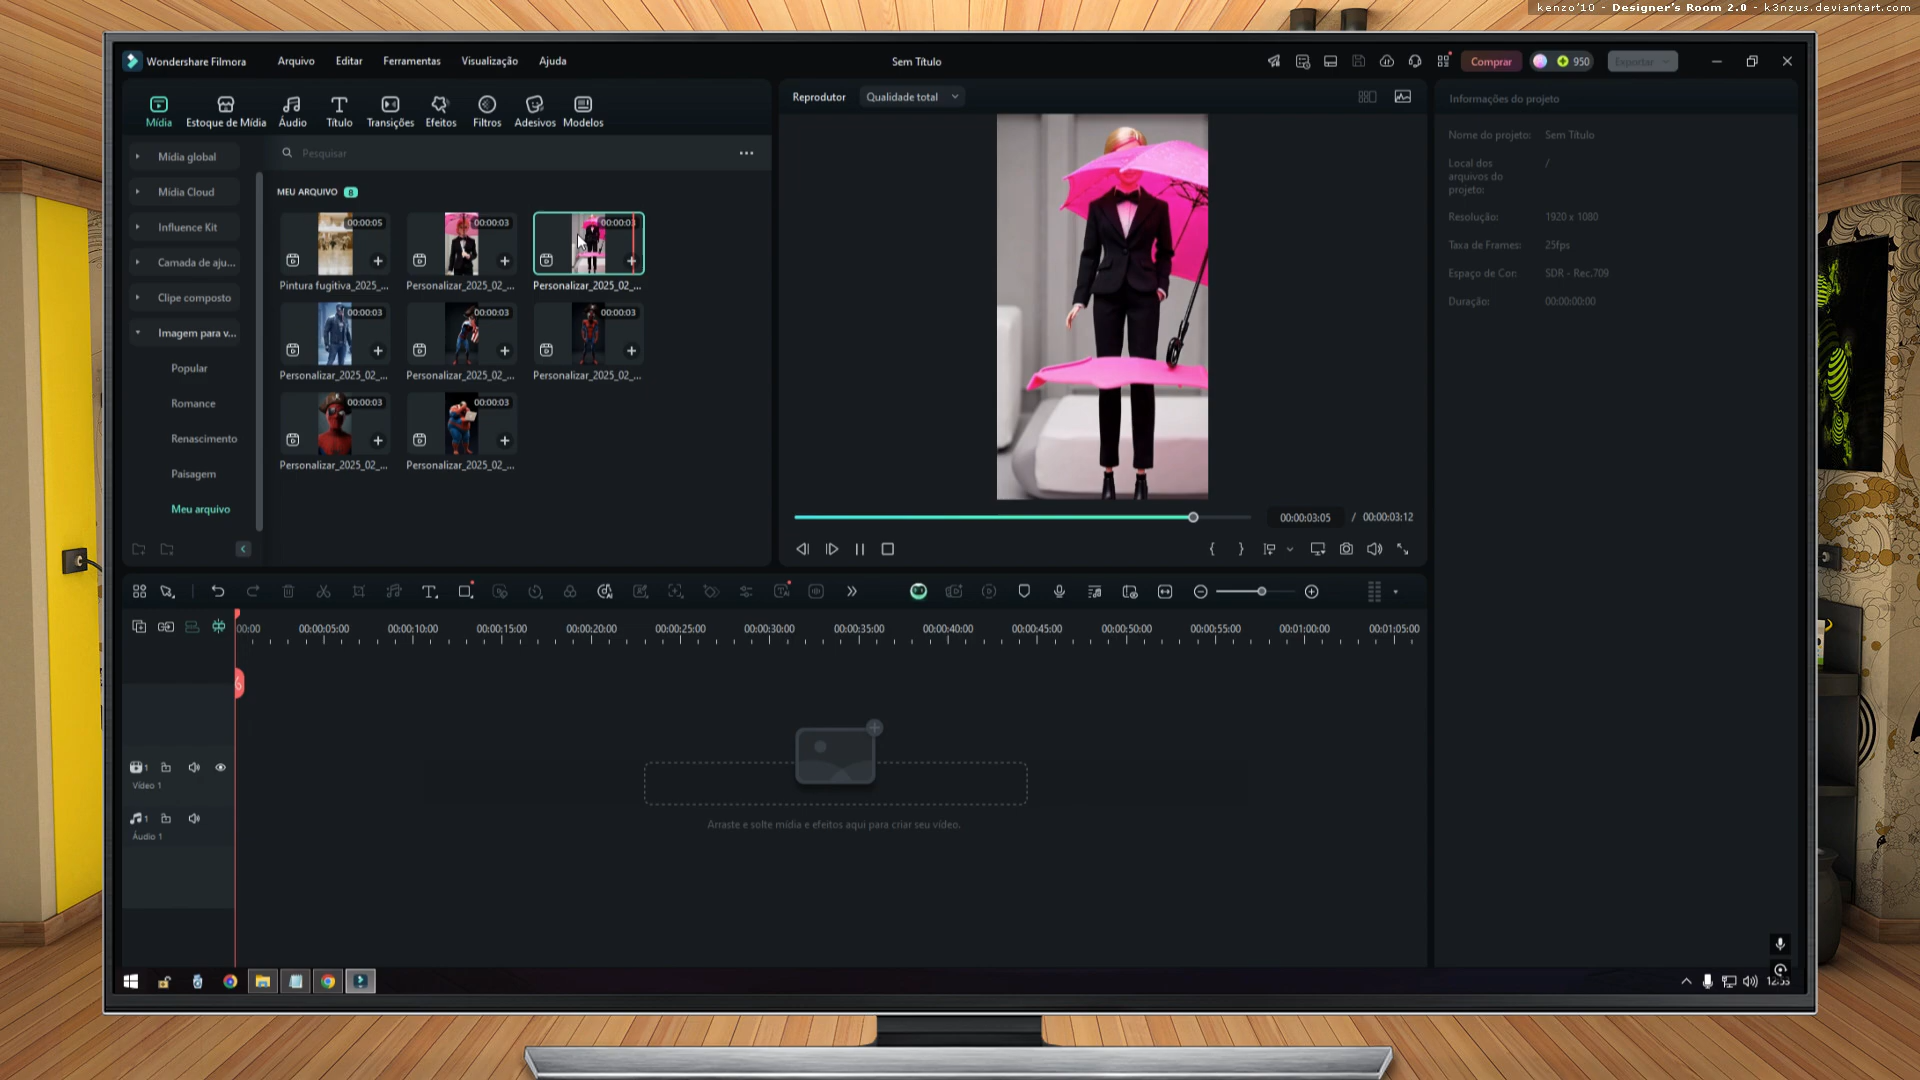 kenzo'10 - Designer's Room 2.0 - k3nzus.deviantart.com
Wondershare Filmora Arquivo Editar Ferramentas Visualização Ajuda Sem Título Comprar 950 Exportar
Mídia Estoque de Mídia Áudio Título Transições Efeitos Filtros Adesivos Modelos
Reprodutor Qualidade total
Informações do projeto
Mídia global
Mídia Cloud
Influence Kit
Camada de aju...
Clipe composto
Imagem para v...
Popular
Romance
Renascimento
Paisagem
Meu arquivo
Pesquisar
MEU ARQUIVO 8
00:00:05 00:00:03 00:00:03
Pintura fugitiva_2025_... Personalizar_2025_02_... Personalizar_2025_02_...
00:00:03 00:00:03 00:00:03
Personalizar_2025_02_... Personalizar_2025_02_... Personalizar_2025_02_...
00:00:03 00:00:03
Personalizar_2025_02_... Personalizar_2025_02_...
00:00:03:05 / 00:00:03:12
Nome do projeto: Sem Título
Local dos arquivos do projeto: /
Resolução: 1920 x 1080
Taxa de Frames: 25fps
Espaço de Cor: SDR - Rec.709
Duração: 00:00:00:00
00:00 00:00:05:00 00:00:10:00 00:00:15:00 00:00:20:00 00:00:25:00 00:00:30:00 00:00:35:00 00:00:40:00 00:00:45:00 00:00:50:00 00:00:55:00 00:01:00:00 00:01:05:00
1
Vídeo 1
1
Áudio 1
Arraste e solte mídia e efeitos aqui para criar seu vídeo.
12:53